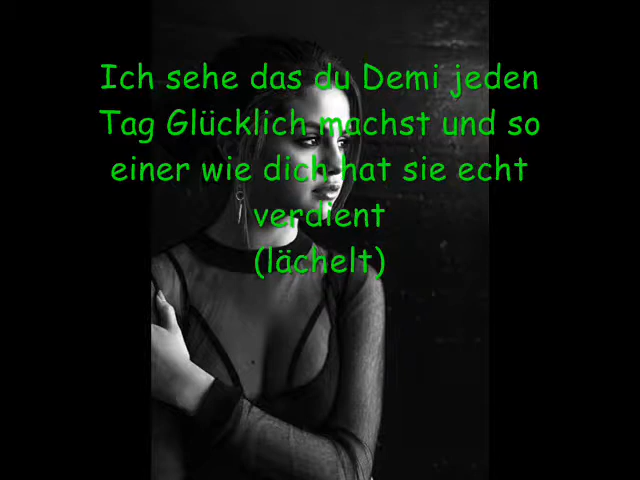 Ich sehe das du Demi jeden
Tag Glücklich machst und so
einer wie dich hat sie echt
verdient
(lächelt)